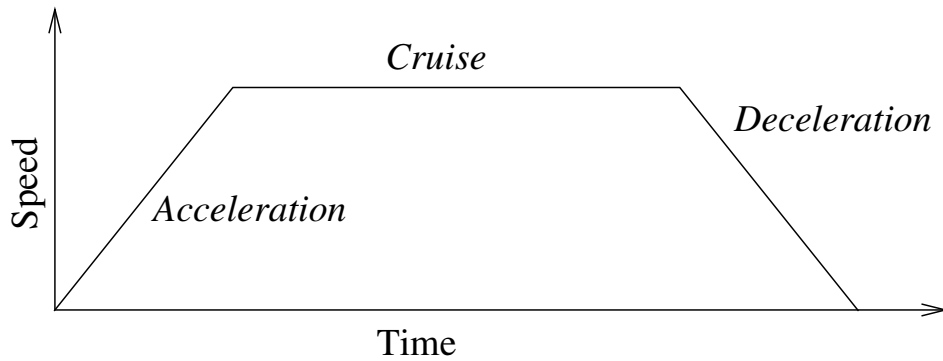 Cruise
Deceleration
Speed
Acceleration
Time